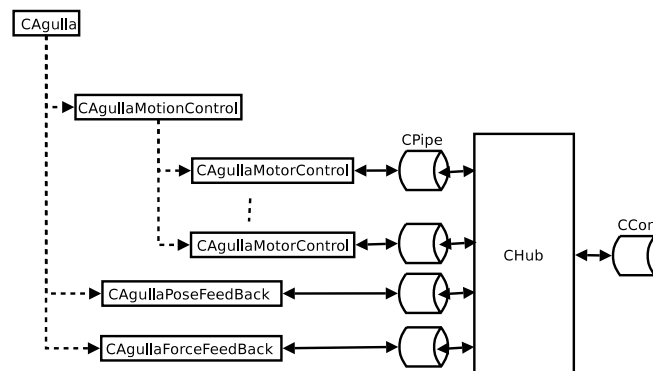 CAgulla
CAgullaMotionControl
CPipe
CAgullaMotorControl
CAgullaMotorControl
CHub
CAgullaPoseFeedBack
CAgullaForceFeedBack